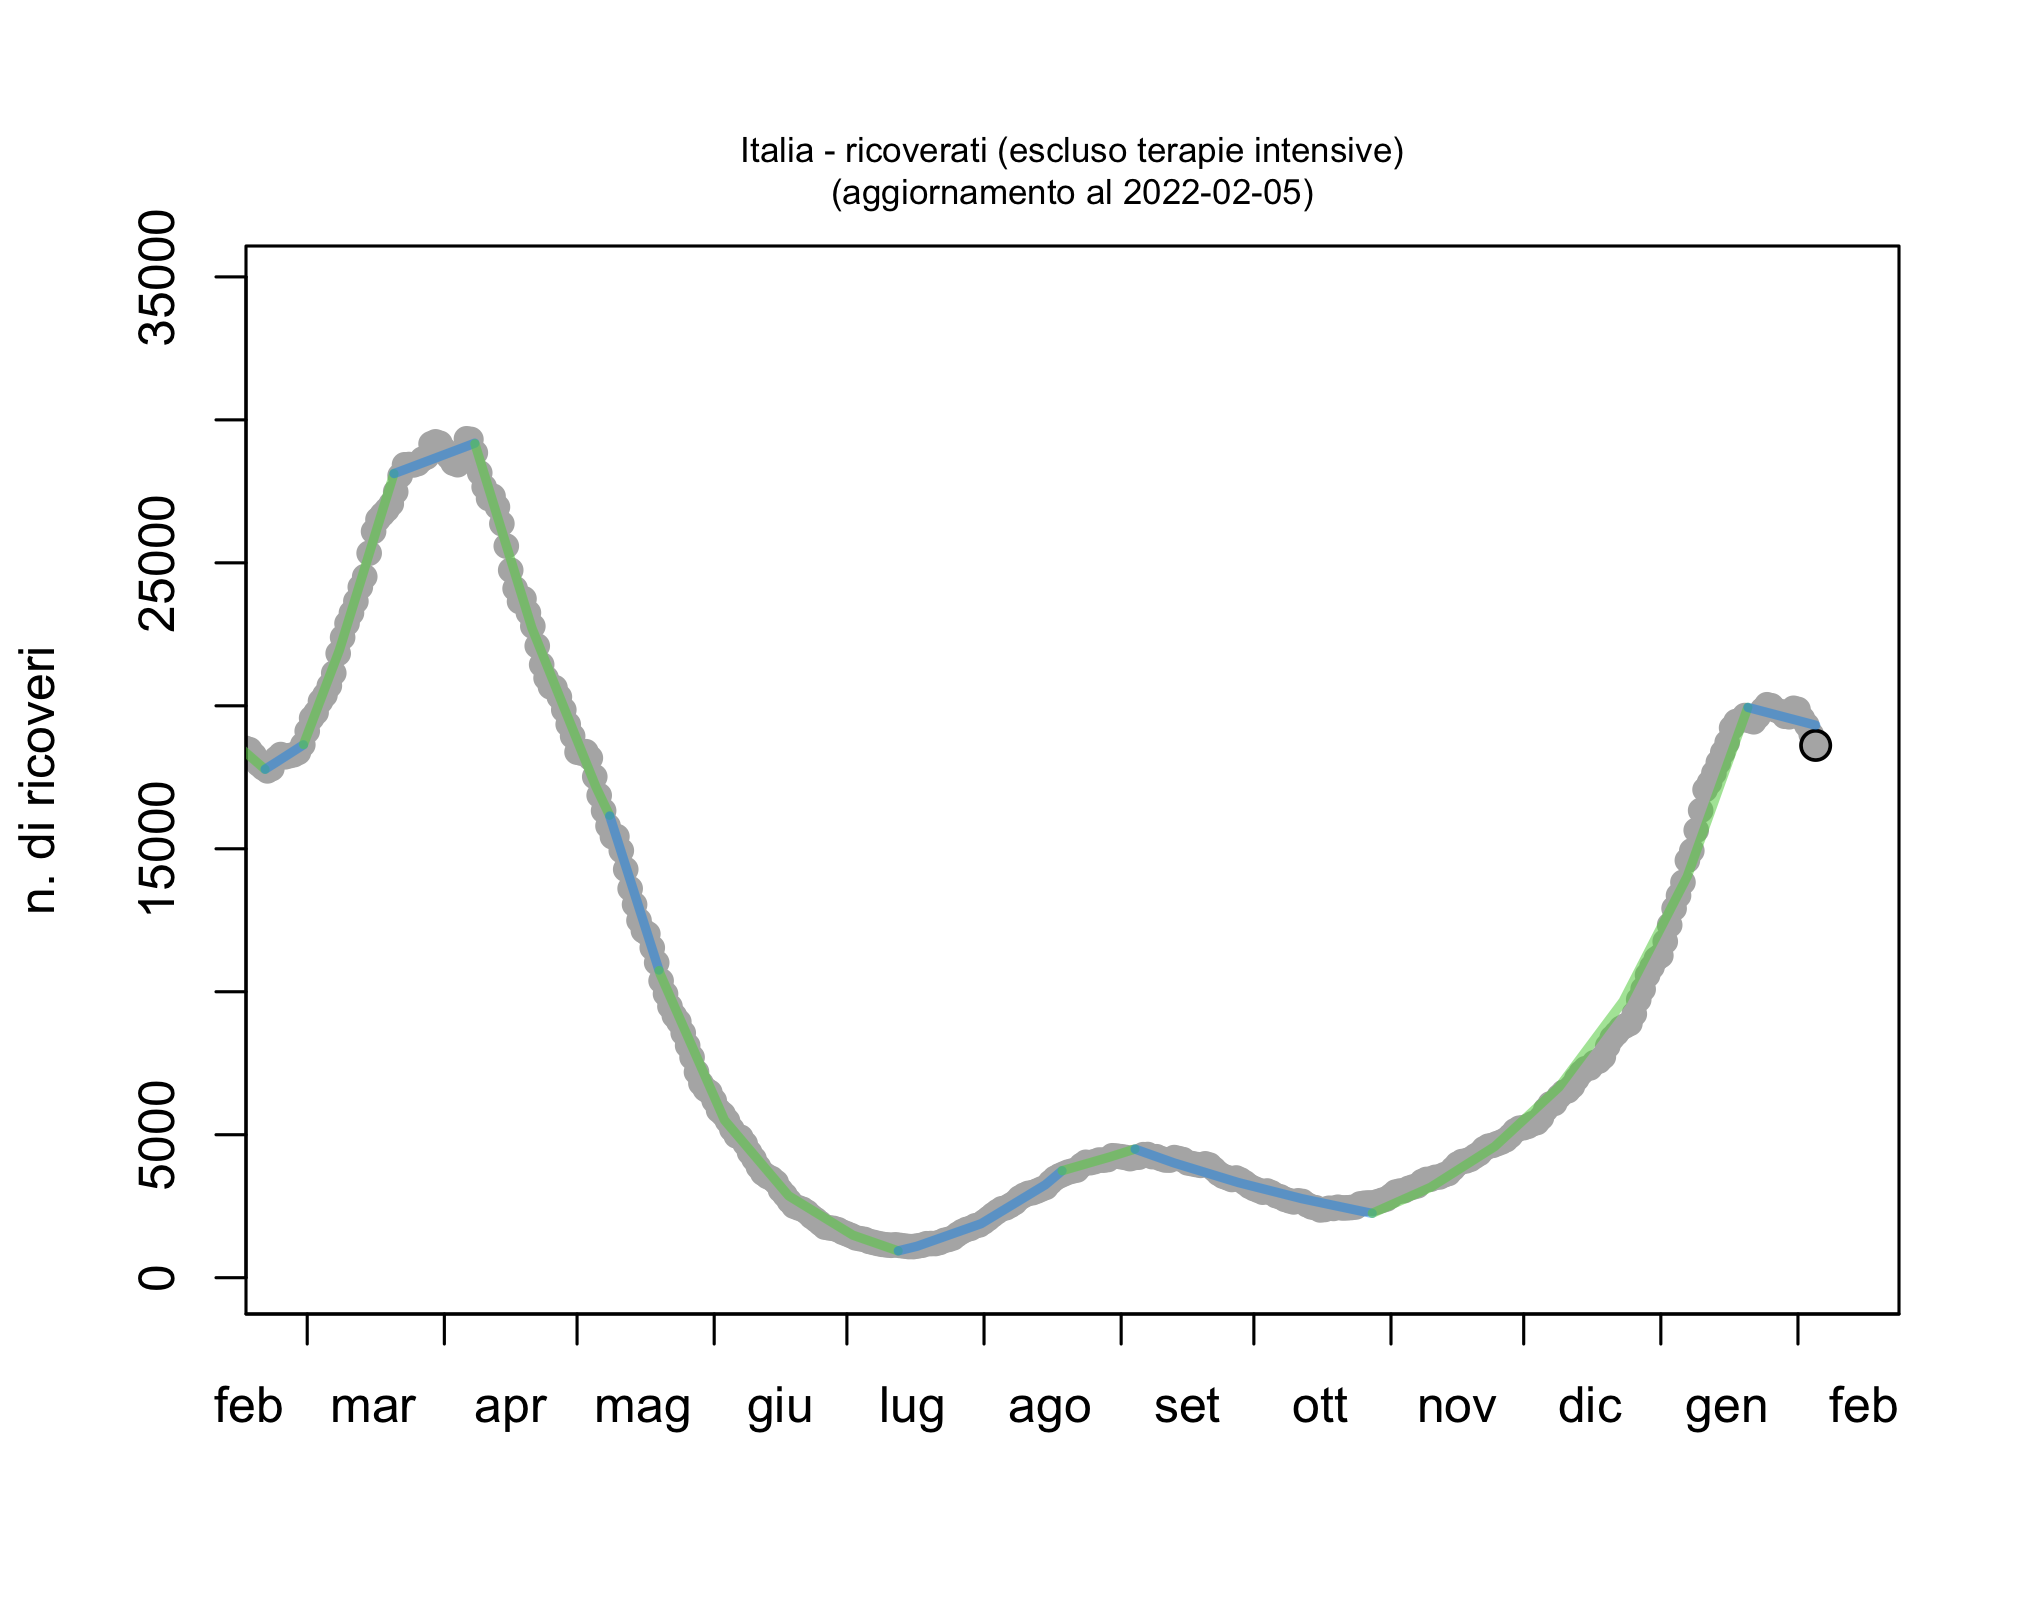 Italia - ricoverati (escluso terapie intensive)
(aggiornamento al 2022-02-05)
n. di ricoveri
35000
25000
15000
5000
0
feb mar apr mag giu lug ago set ott nov dic gen feb